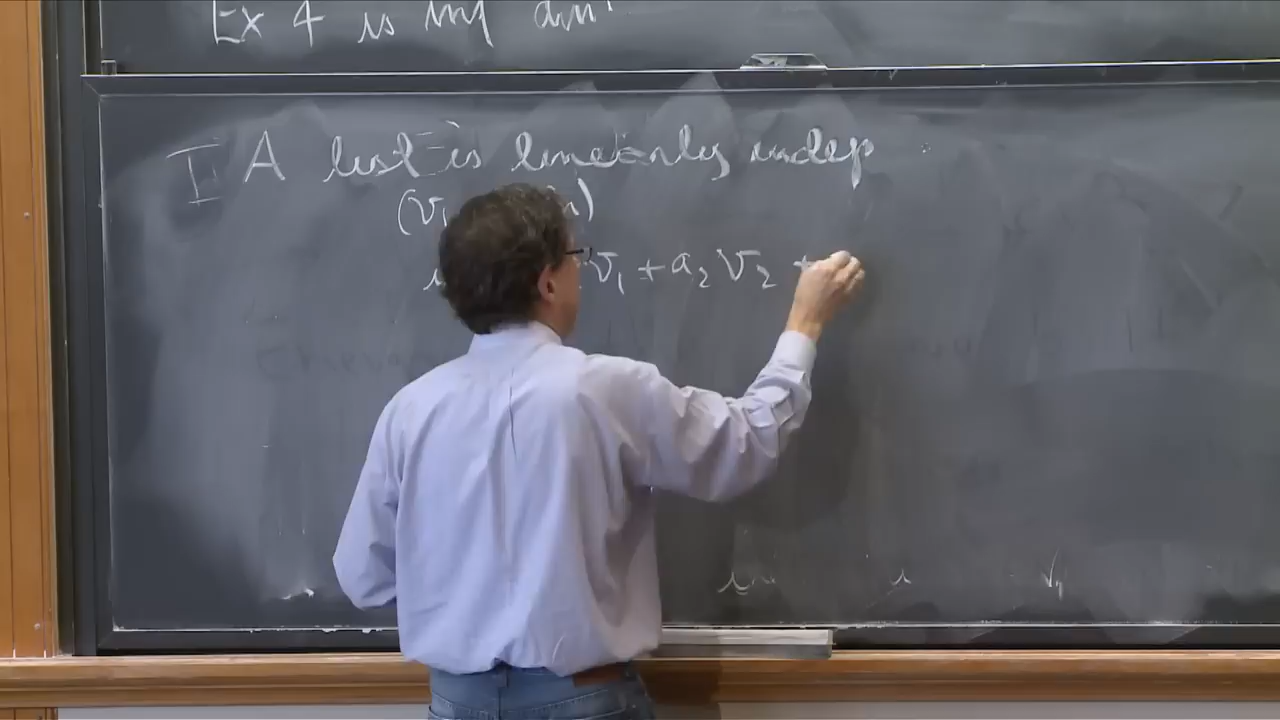 Ex 4 is inf dim
I A list is linearly indep
(v₁ n)
v₁ + a₂ v₂ +